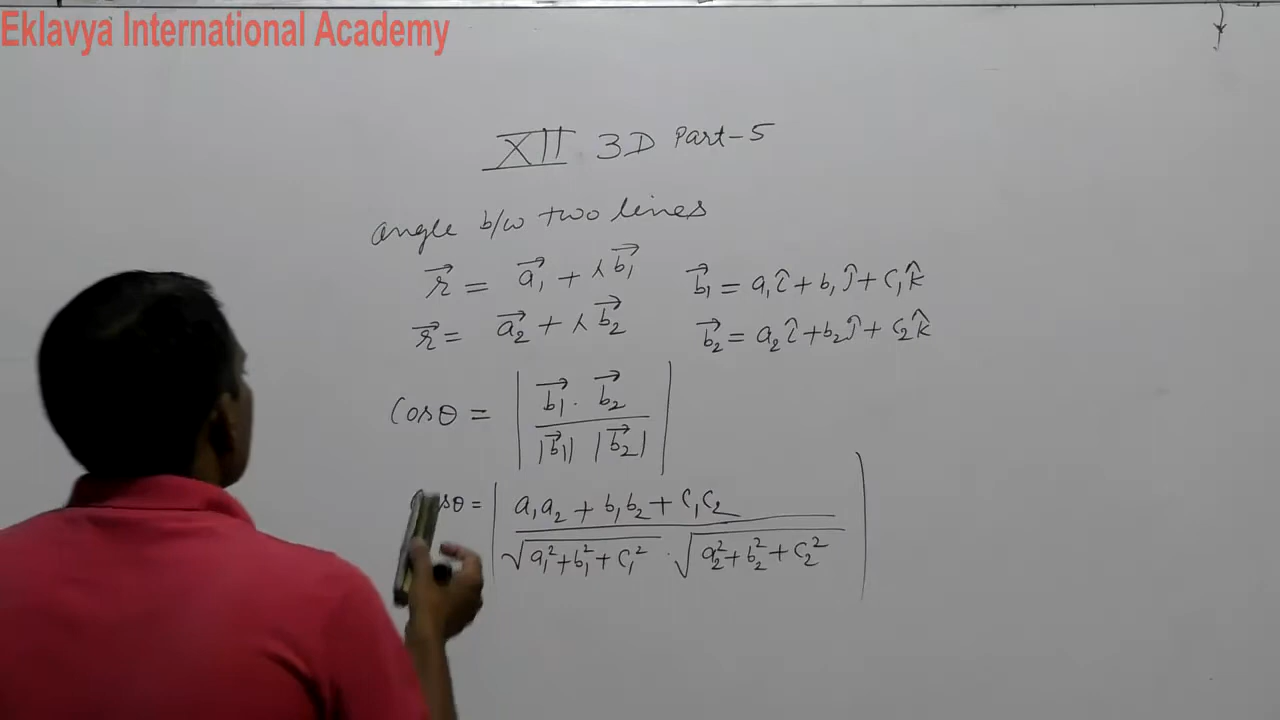 Eklavya International Academy
XII 3D Part-5
angle b/w two lines
r⃗ = a⃗₁ + λb⃗₁ b⃗₁ = a₁î + b₁ĵ + c₁k̂
r⃗ = a⃗₂ + λb⃗₂ b⃗₂ = a₂î + b₂ĵ + c₂k̂
Cosθ = | b⃗₁ . b⃗₂ / |b⃗₁| |b⃗₂| |
cosθ = | a₁a₂ + b₁b₂ + c₁c₂ / √(a₁² + b₁² + c₁²) . √(a₂² + b₂² + c₂²) |